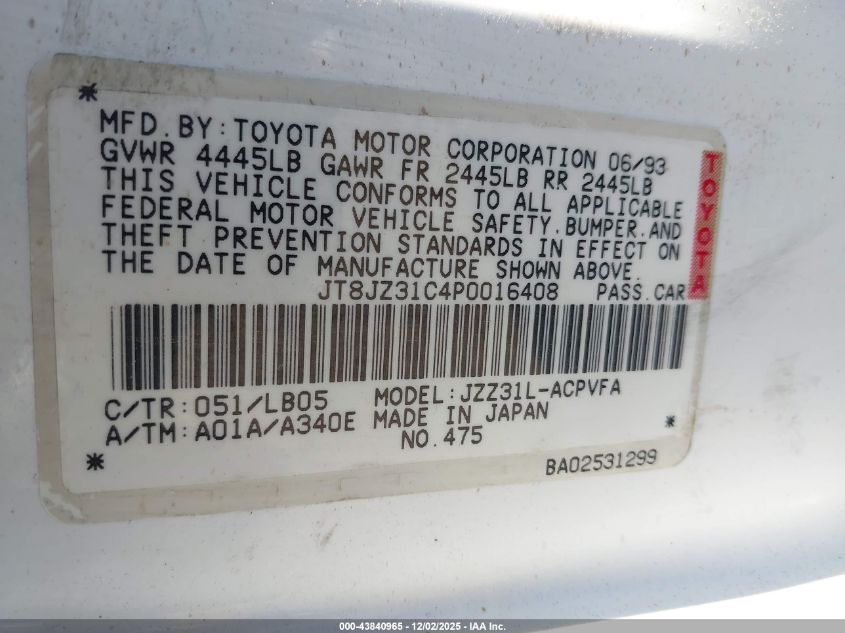 MFD.BY:TOYOTA MOTOR CORPORATION 06/93
GVWR 4445LB GAWR FR 2445LB RR 2445LB
THIS VEHICLE CONFORMS TO ALL APPLICABLE
FEDERAL MOTOR VEHICLE SAFETY.BUMPER.AND
THEFT PREVENTION STANDARDS IN EFFECT ON
THE DATE OF MANUFACTURE SHOWN ABOVE.
JT8JZ31C4P0016408 PASS.CAR
TOYOTA
C/TR:051/LB05 MODEL:JZZ31L-ACPVFA
A/TM:A01A/A340E MADE IN JAPAN
NO.475
BA02531299
000-43840965 - 12/02/2025 - IAA Inc.